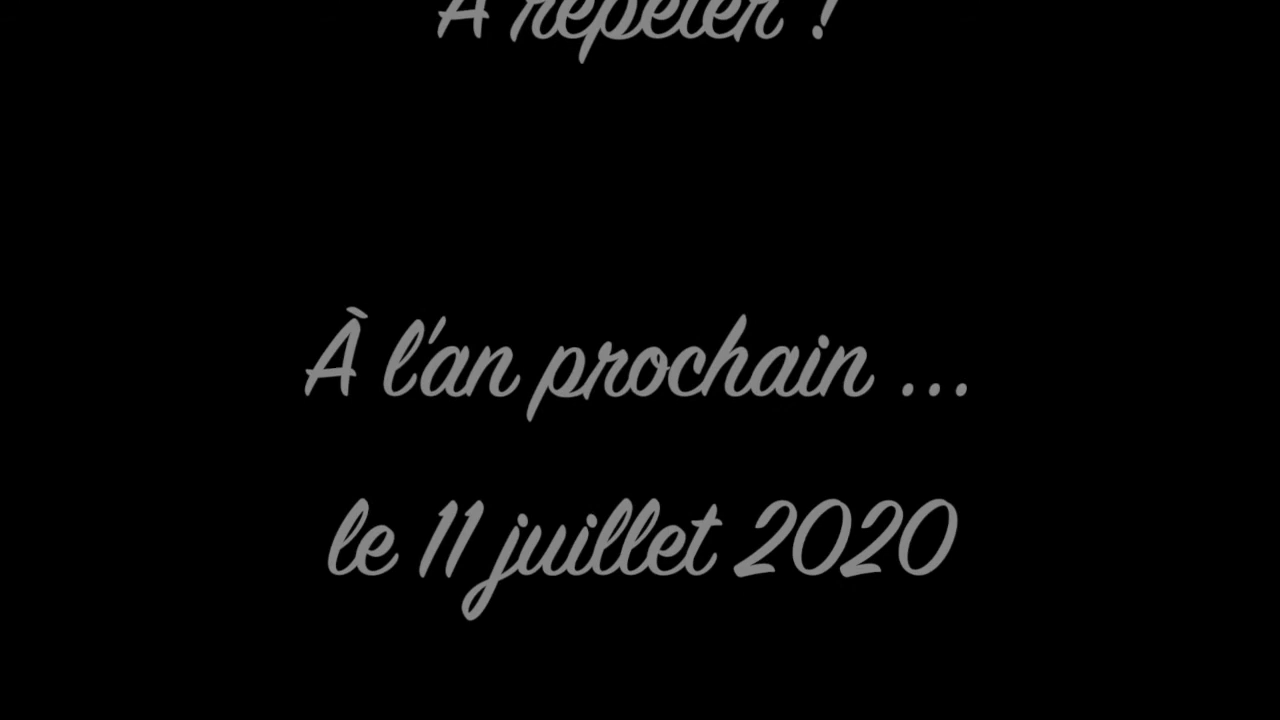 À répéter !
À l'an prochain ...
le 11 juillet 2020